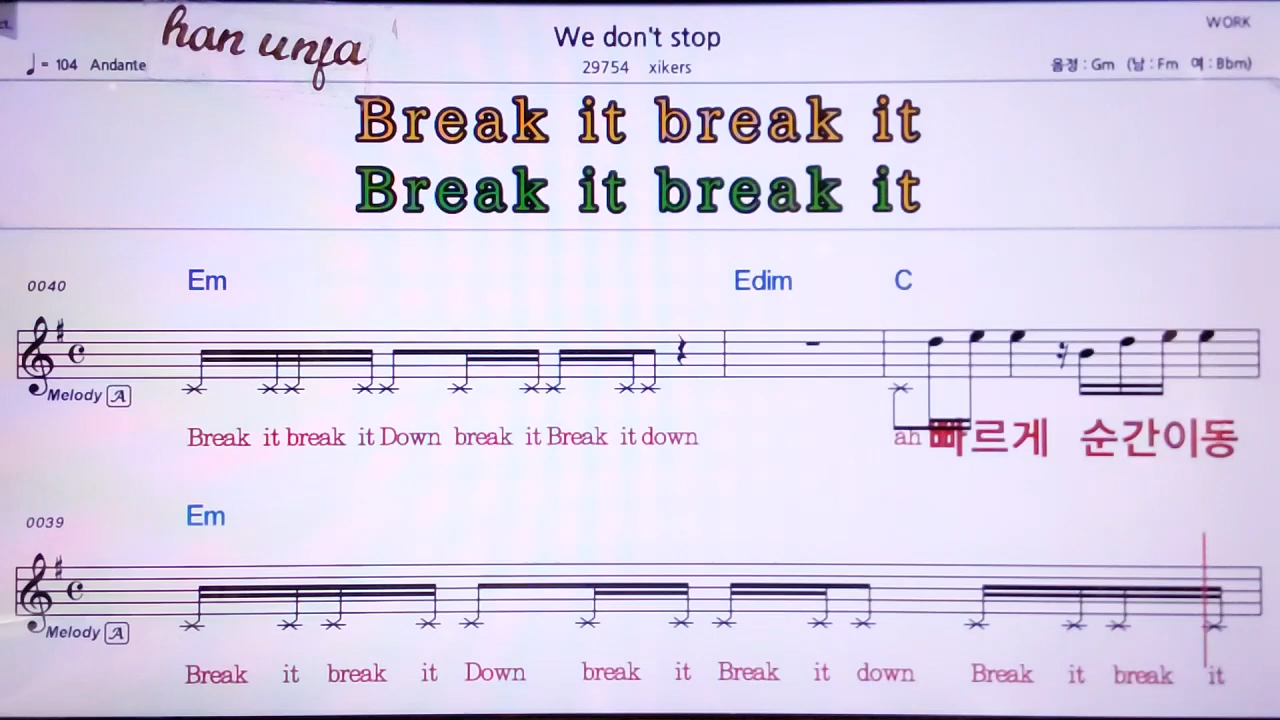 han unfa
We don't stop
WORK
♩= 104 Andante
29754 xikers
음정 : Gm (남 : Fm 여 : Bbm)
Break it break it
Break it break it
0040
Em Edim C
Melody A
Break it break it Down break it Break it down ah 빠르게 순간이동
0039
Em
Melody A
Break it break it Down break it Break it down Break it break it